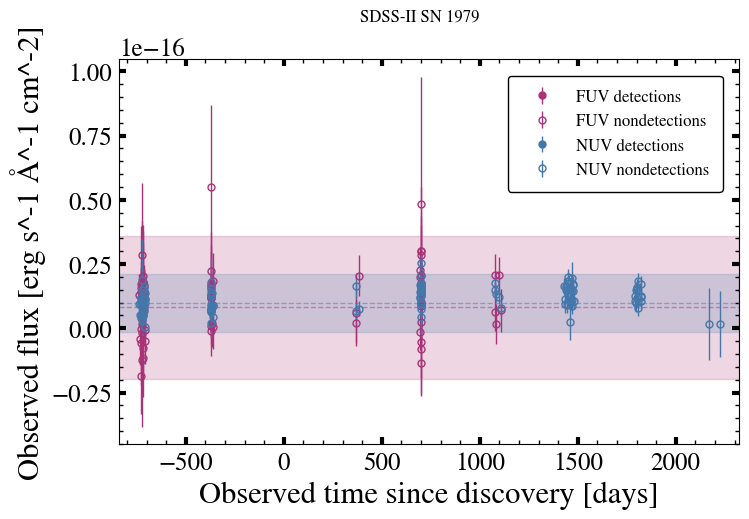 SDSS-II SN 1979
1e−16
1.00
0.75
0.50
0.25
0.00
−0.25
Observed flux [erg s^-1 Å^-1 cm^-2]
FUV detections
FUV nondetections
NUV detections
NUV nondetections
−500
0
500
1000
1500
2000
Observed time since discovery [days]